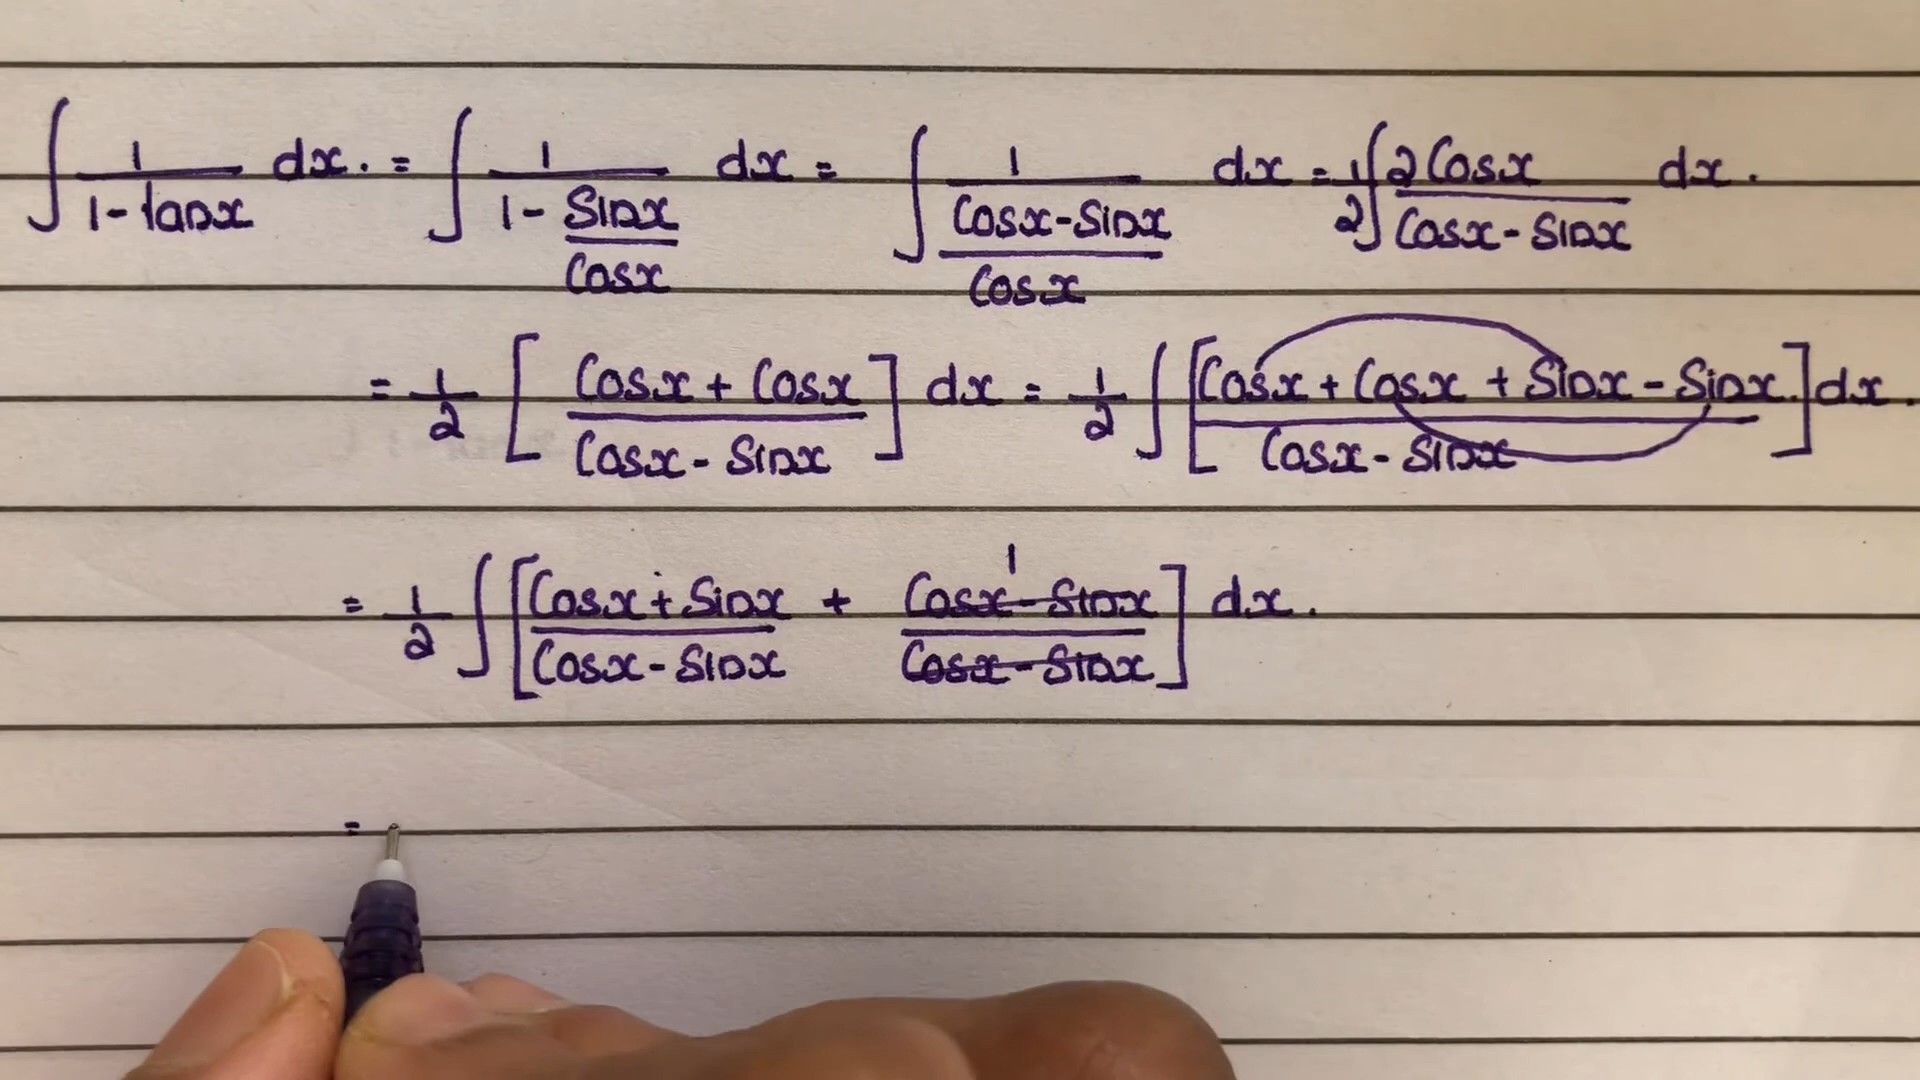 ∫ 1/(1 - tanx) dx. = ∫ 1/(1 - Sinx/Cosx) dx = ∫ 1/((Cosx - Sinx)/Cosx) dx = 1/2 ∫ 2Cosx/(Cosx - Sinx) dx.
= 1/2 [ (Cosx + Cosx)/(Cosx - Sinx) ] dx = 1/2 ∫ [ (Cosx + Cosx + Sinx - Sinx)/(Cosx - Sinx) ] dx.
= 1/2 ∫ [ (Cosx + Sinx)/(Cosx - Sinx) + (Cosx - Sinx)/(Cosx - Sinx) 1 ] dx.
=